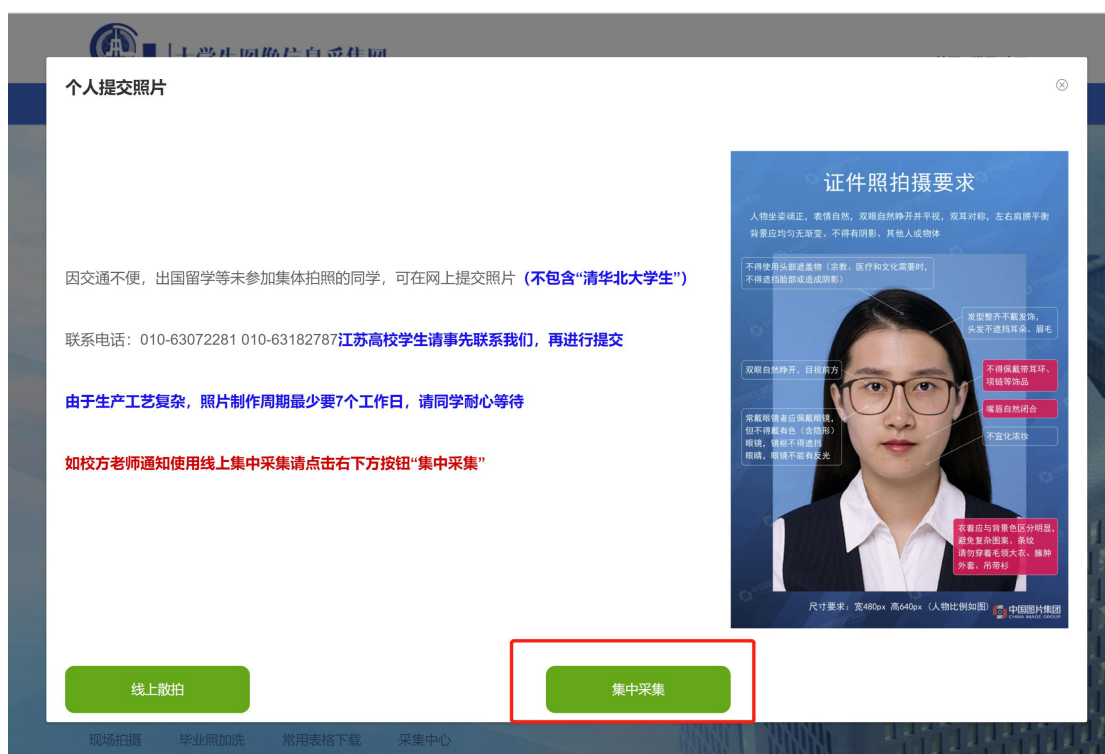 大学生图像信息采集网
个人提交照片
因交通不便，出国留学等未参加集体拍照的同学，可在网上提交照片（不包含“清华北大学生”）
联系电话：010-63072281 010-63182787江苏高校学生请事先联系我们，再进行提交
由于生产工艺复杂，照片制作周期最少要7个工作日，请同学耐心等待
如校方老师通知使用线上集中采集请点击右下方按钮“集中采集”
证件照拍摄要求
人物坐姿端正，表情自然，双眼自然睁开并平视，双耳对称，左右肩膀平衡
背景应均匀无渐变、不得有阴影、其他人或物体
不得使用头部遮盖物（宗教、医疗和文化需要时，
不得遮挡脸部或造成阴影）
发型整齐不戴发饰，
头发不遮挡耳朵、眉毛
双眼自然睁开，目视前方
不得佩戴带耳环、
项链等饰品
嘴唇自然闭合
常戴眼镜者应佩戴眼镜，
但不得戴有色（含隐形）
眼镜，镜框不得遮挡
眼睛，眼镜不能有反光
不宜化浓妆
衣着应与背景色区分明显，
避免复杂图案、条纹
请勿穿着毛领大衣、臃肿
外套、吊带衫
尺寸要求：宽480px 高640px （人物比例如图）
中国图片集团
CHINA IMAGE GROUP
线上散拍
集中采集
现场拍摄 毕业照加洗 常用表格下载 采集中心